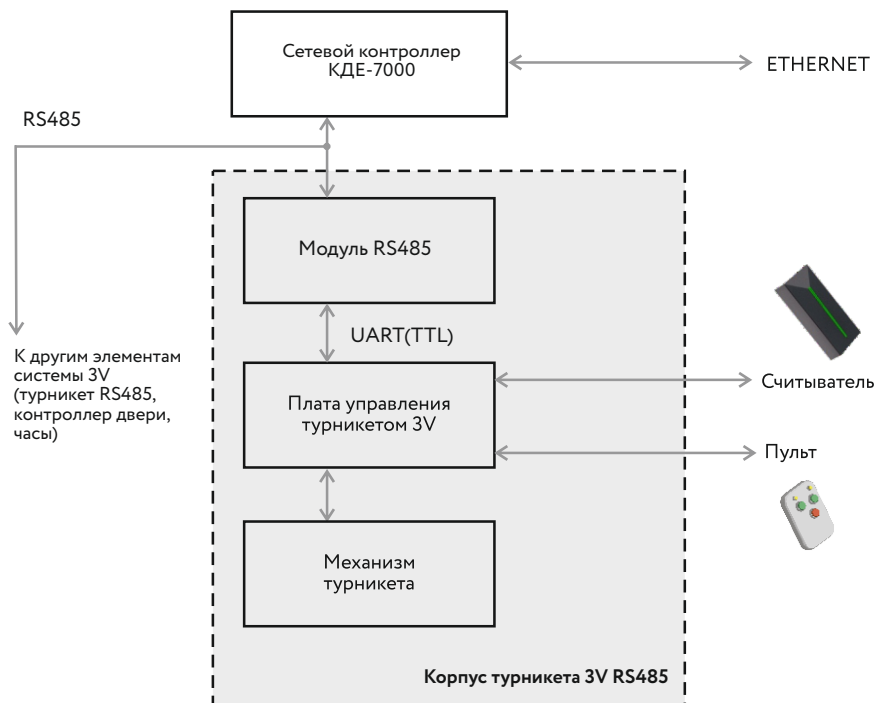 Сетевой контроллер
КДЕ-7000
ETHERNET
RS485
Модуль RS485
UART(TTL)
К другим элементам
системы 3V
(турникет RS485,
контроллер двери,
часы)
Плата управления
турникетом 3V
Считыватель
Пульт
Механизм
турникета
Корпус турникета 3V RS485